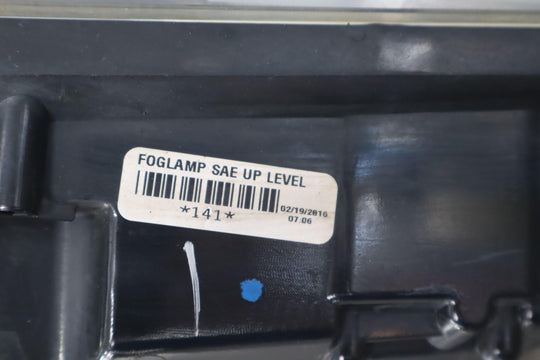 FOGLAMP SAE UP LEVEL
02/19/2016
*141*
07.06